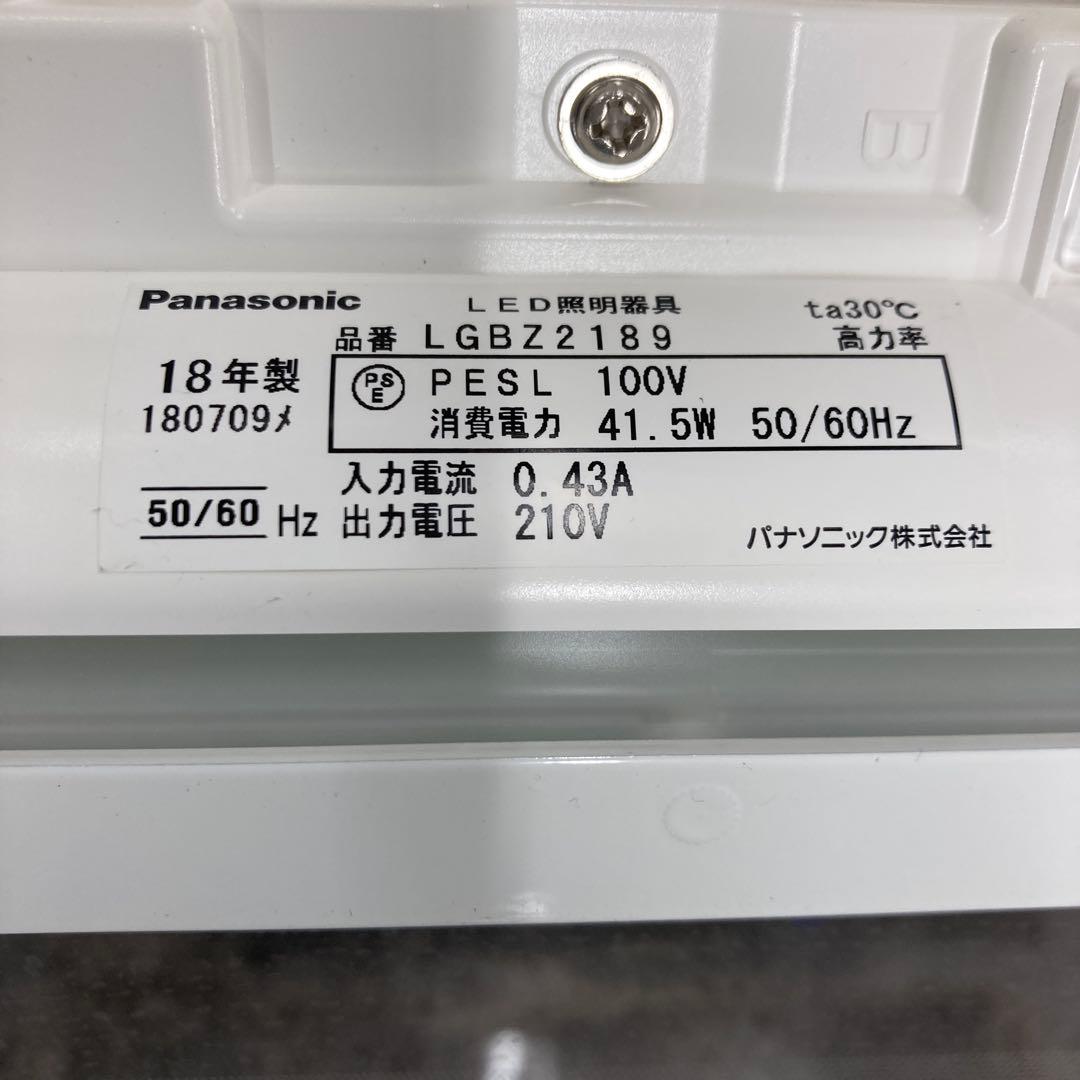 B
Panasonic LED照明器具 ta30℃
品番 LGBZ2189 高力率
18年製
180709メ
PSE PESL 100V
消費電力 41.5W 50/60Hz
入力電流 0.43A
50/60 Hz 出力電圧 210V
パナソニック株式会社